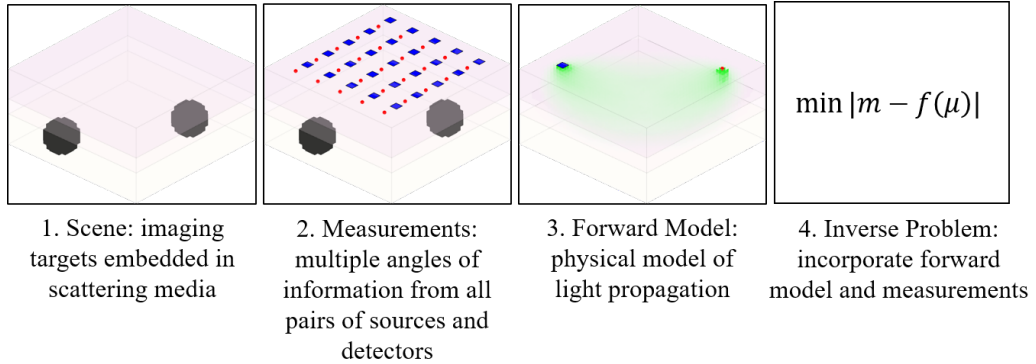 min |m − f(μ)|
1. Scene: imaging
targets embedded in
scattering media
2. Measurements:
multiple angles of
information from all
pairs of sources and
detectors
3. Forward Model:
physical model of
light propagation
4. Inverse Problem:
incorporate forward
model and measurements